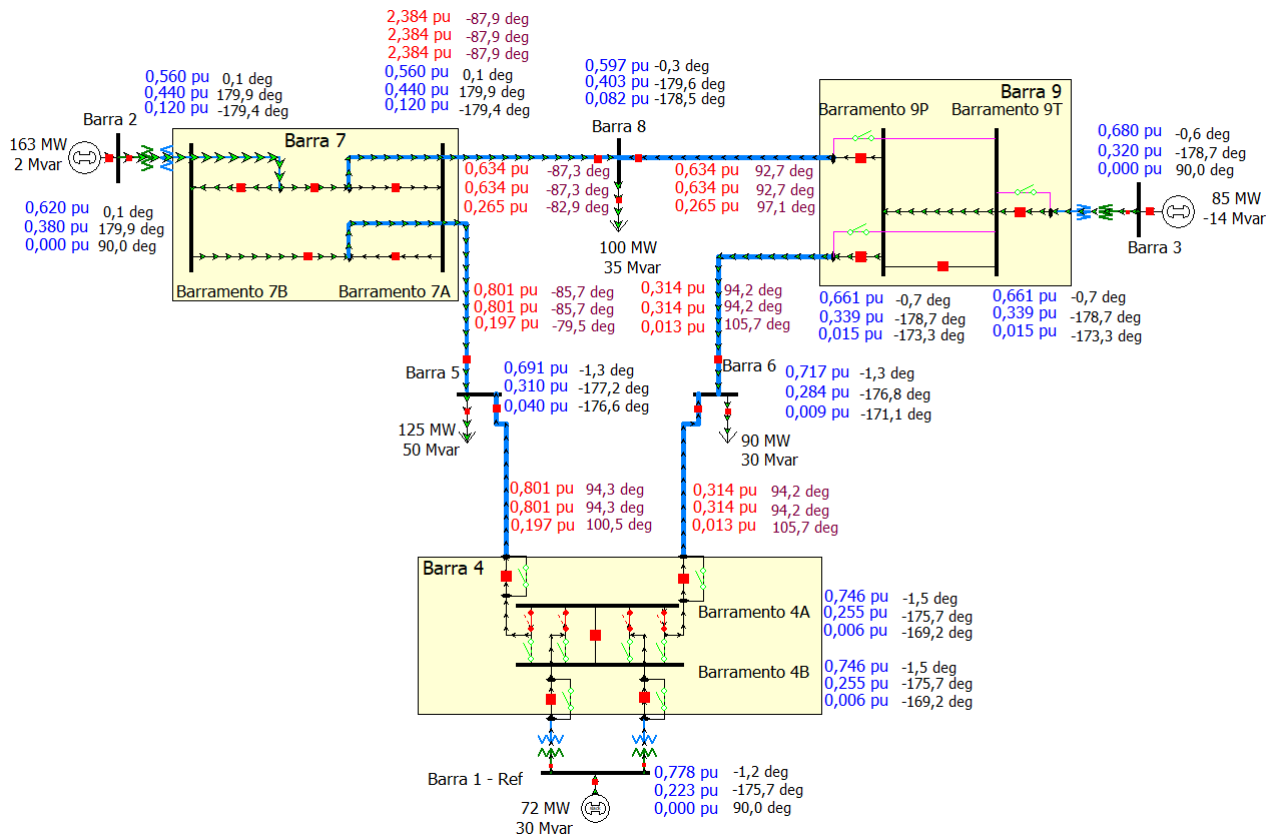 2,384 pu -87,9 deg
2,384 pu -87,9 deg
2,384 pu -87,9 deg
0,560 pu 0,1 deg
0,440 pu 179,9 deg
0,120 pu -179,4 deg
0,560 pu 0,1 deg
0,440 pu 179,9 deg
0,120 pu -179,4 deg
0,597 pu -0,3 deg
0,403 pu -179,6 deg
0,082 pu -178,5 deg
Barra 2
163 MW
2 Mvar
Barra 7
Barra 8
Barra 9
Barramento 9P
Barramento 9T
0,680 pu -0,6 deg
0,320 pu -178,7 deg
0,000 pu 90,0 deg
0,634 pu -87,3 deg
0,634 pu -87,3 deg
0,265 pu -82,9 deg
0,634 pu 92,7 deg
0,634 pu 92,7 deg
0,265 pu 97,1 deg
85 MW
-14 Mvar
Barra 3
0,620 pu 0,1 deg
0,380 pu 179,9 deg
0,000 pu 90,0 deg
100 MW
35 Mvar
Barramento 7B
Barramento 7A
0,801 pu -85,7 deg
0,801 pu -85,7 deg
0,197 pu -79,5 deg
0,314 pu 94,2 deg
0,314 pu 94,2 deg
0,013 pu 105,7 deg
0,661 pu -0,7 deg
0,339 pu -178,7 deg
0,015 pu -173,3 deg
0,661 pu -0,7 deg
0,339 pu -178,7 deg
0,015 pu -173,3 deg
Barra 5
0,691 pu -1,3 deg
0,310 pu -177,2 deg
0,040 pu -176,6 deg
Barra 6
0,717 pu -1,3 deg
0,284 pu -176,8 deg
0,009 pu -171,1 deg
125 MW
50 Mvar
90 MW
30 Mvar
0,801 pu 94,3 deg
0,801 pu 94,3 deg
0,197 pu 100,5 deg
0,314 pu 94,2 deg
0,314 pu 94,2 deg
0,013 pu 105,7 deg
Barra 4
Barramento 4A
0,746 pu -1,5 deg
0,255 pu -175,7 deg
0,006 pu -169,2 deg
Barramento 4B
0,746 pu -1,5 deg
0,255 pu -175,7 deg
0,006 pu -169,2 deg
Barra 1 - Ref
0,778 pu -1,2 deg
0,223 pu -175,7 deg
0,000 pu 90,0 deg
72 MW
30 Mvar